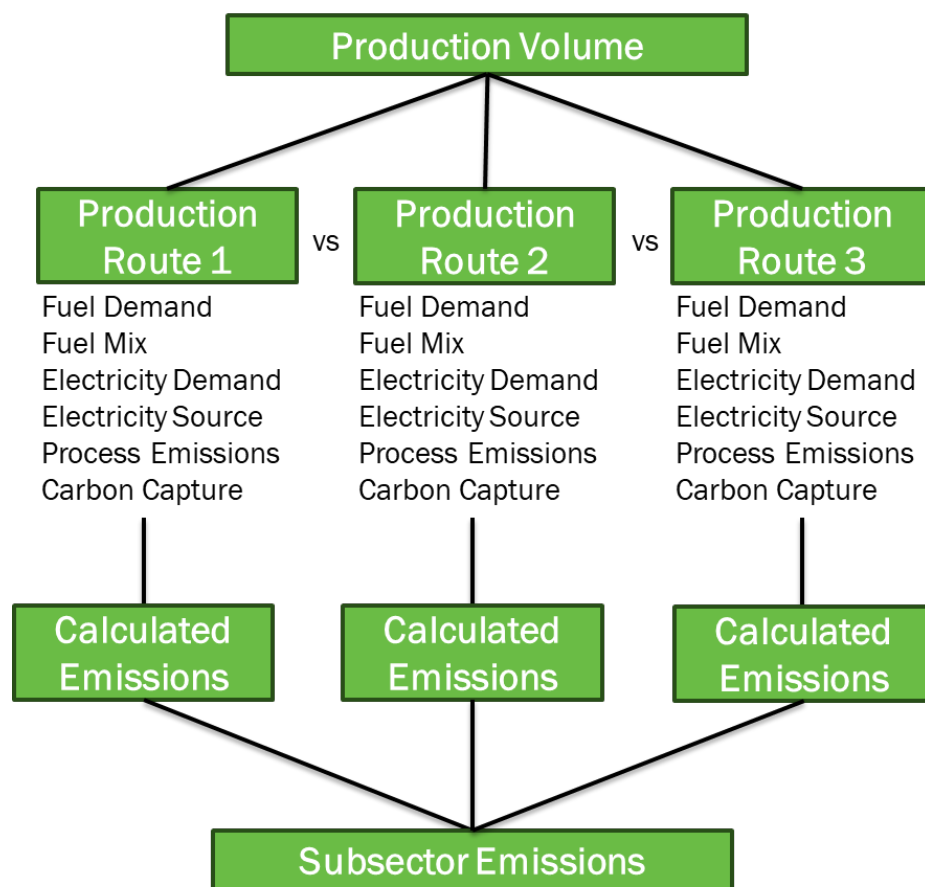 Production Volume
Production
Route 1
vs
Production
Route 2
vs
Production
Route 3
Fuel Demand
Fuel Mix
Electricity Demand
Electricity Source
Process Emissions
Carbon Capture
Fuel Demand
Fuel Mix
Electricity Demand
Electricity Source
Process Emissions
Carbon Capture
Fuel Demand
Fuel Mix
Electricity Demand
Electricity Source
Process Emissions
Carbon Capture
Calculated
Emissions
Calculated
Emissions
Calculated
Emissions
Subsector Emissions